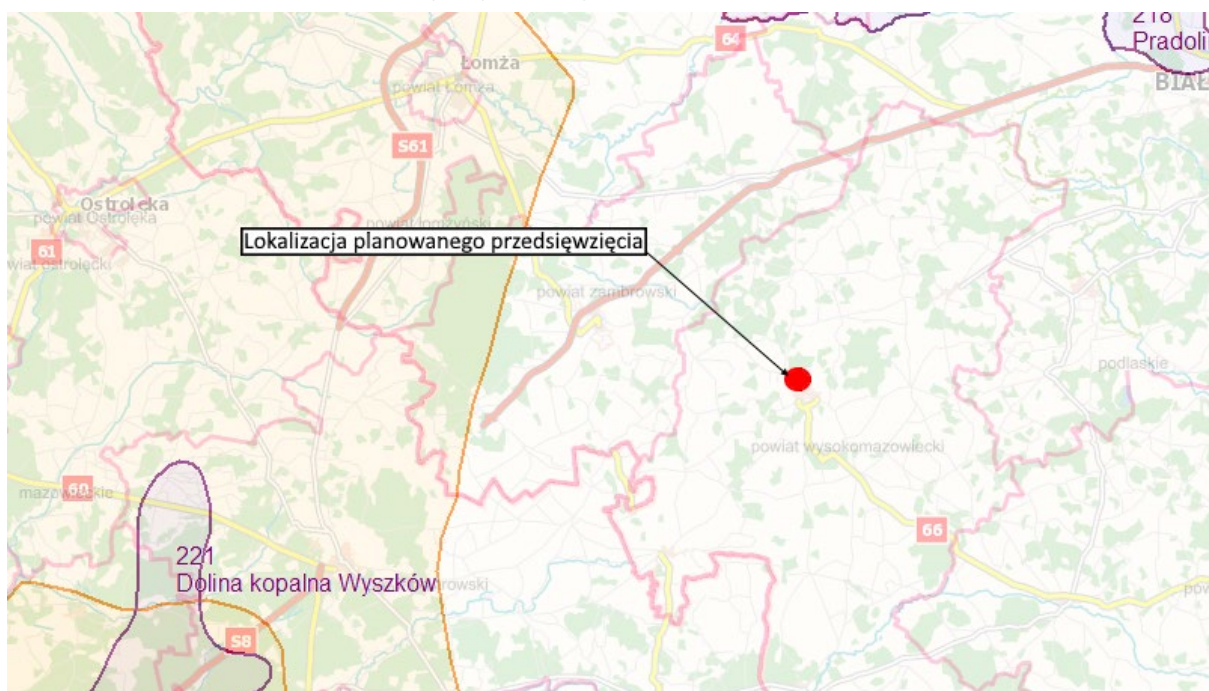 218
Pradoli
64
BIAŁ
Łomża
powiat Łomża
S61
Ostrołęka
powiat Ostrołęka
powiat łomżyński
Lokalizacja planowanego przedsięwzięcia
61
wiat ostrołęcki
powiat zambrowski
podlaskie
powiat wysokomazowiecki
60
mazowieckie
66
221
Dolina kopalna Wyszków
rowski
pow
S8